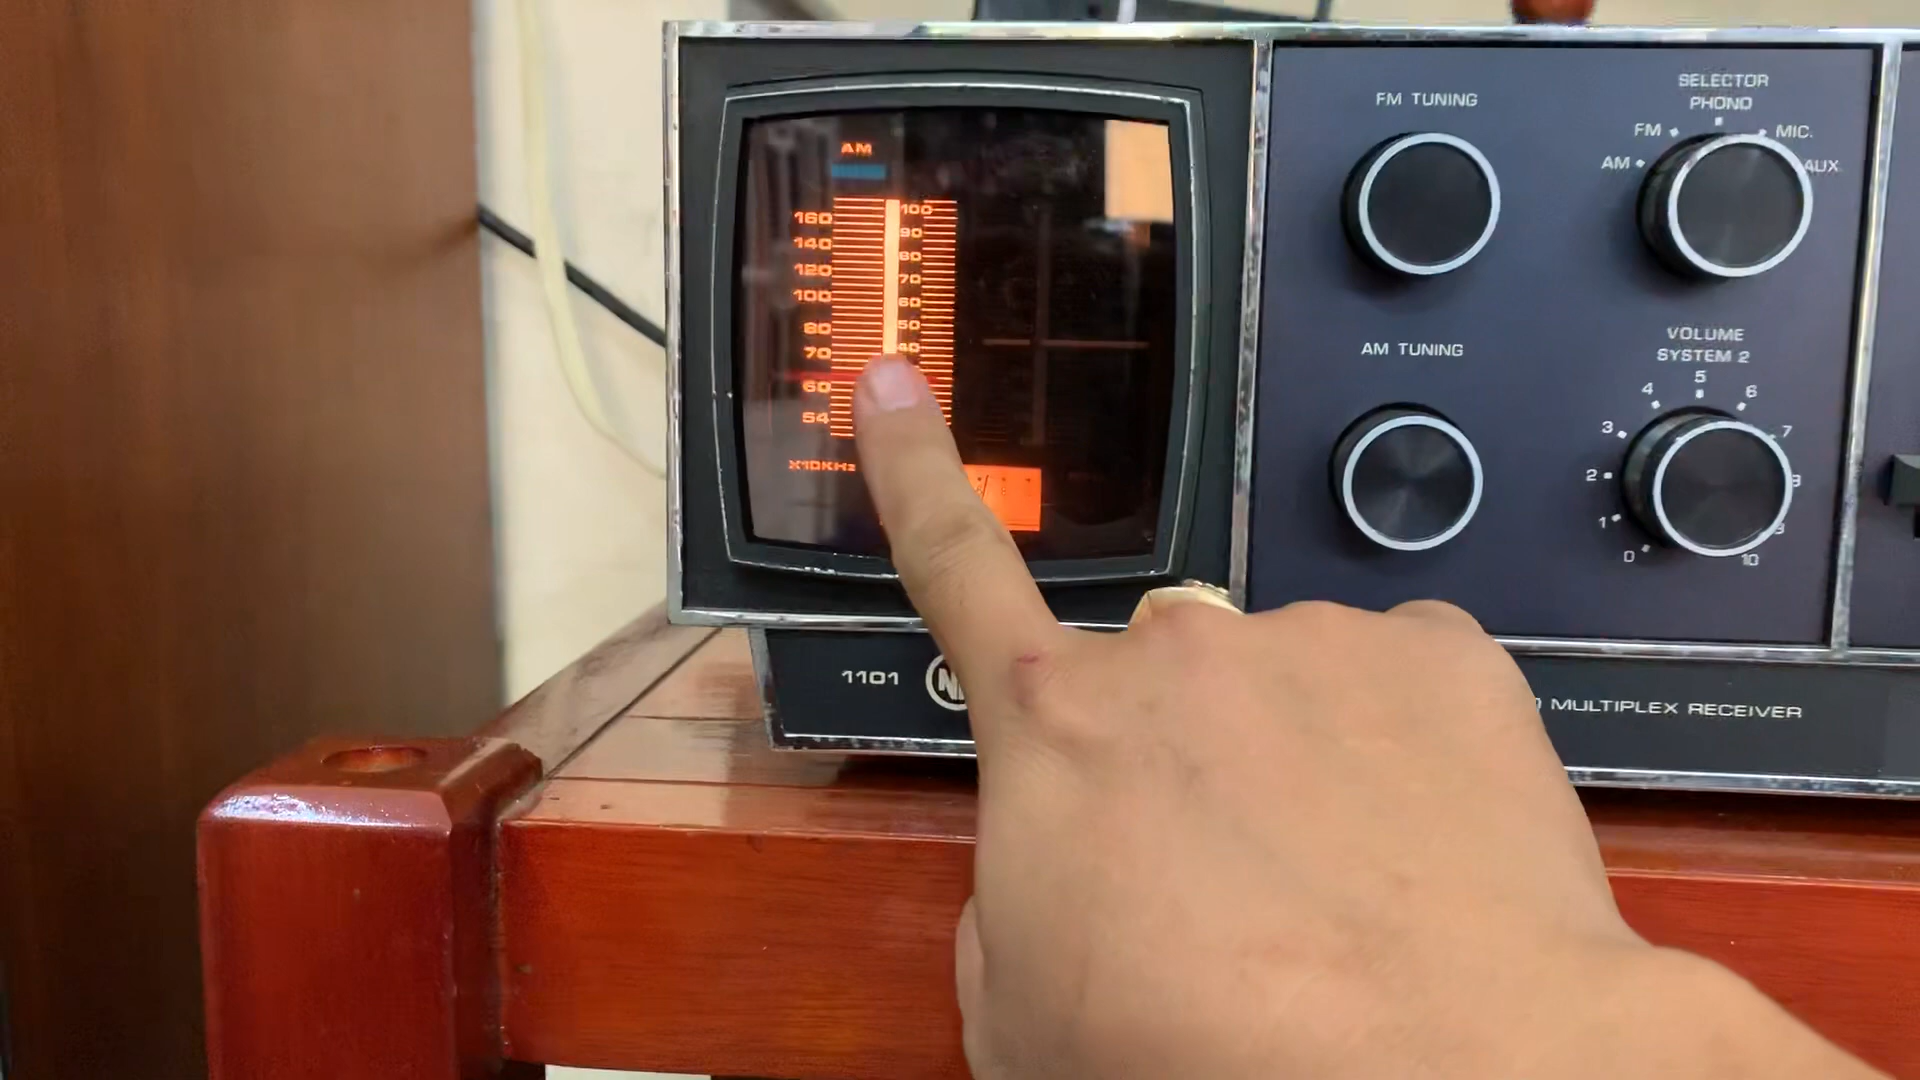 AM
160
140
120
100
80
70
60
54
X10KHz
100
90
80
70
60
50
40
FM TUNING
AM TUNING
SELECTOR
PHONO
FM
MIC.
AM
AUX.
VOLUME
SYSTEM 2
5
4
6
3
7
2
8
1
9
0
10
1101
MULTIPLEX RECEIVER